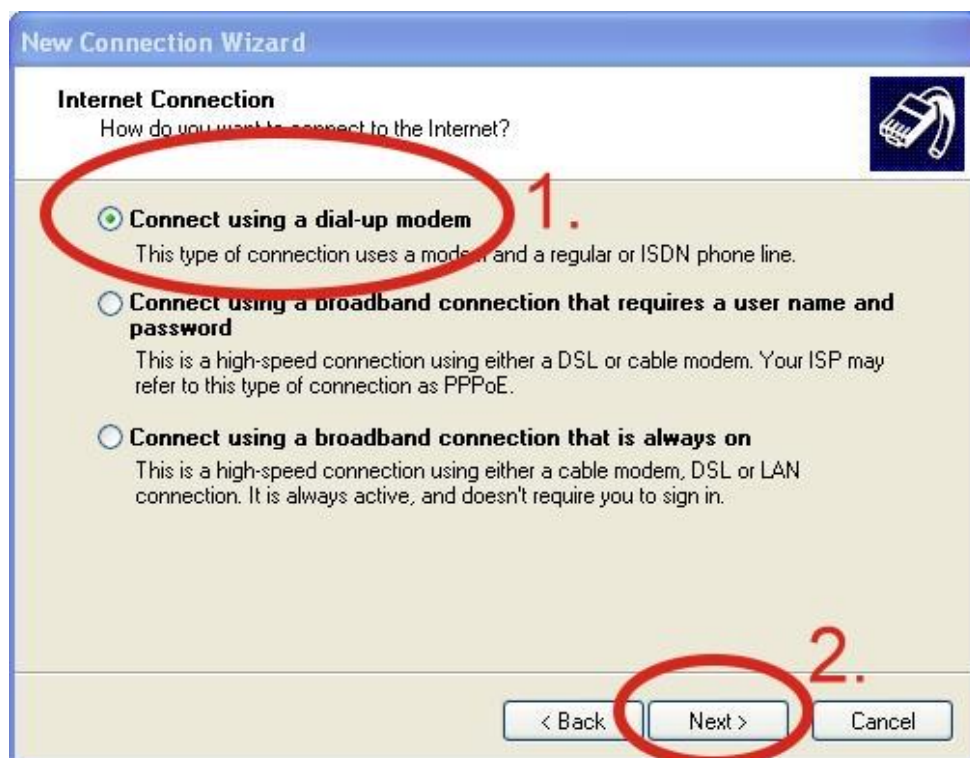 New Connection Wizard
Internet Connection
How do you want to connect to the Internet?
1.
Connect using a dial-up modem
This type of connection uses a modem and a regular or ISDN phone line.
Connect using a broadband connection that requires a user name and
password
This is a high-speed connection using either a DSL or cable modem. Your ISP may
refer to this type of connection as PPPoE.
Connect using a broadband connection that is always on
This is a high-speed connection using either a cable modem, DSL or LAN
connection. It is always active, and doesn't require you to sign in.
2.
< Back Next > Cancel